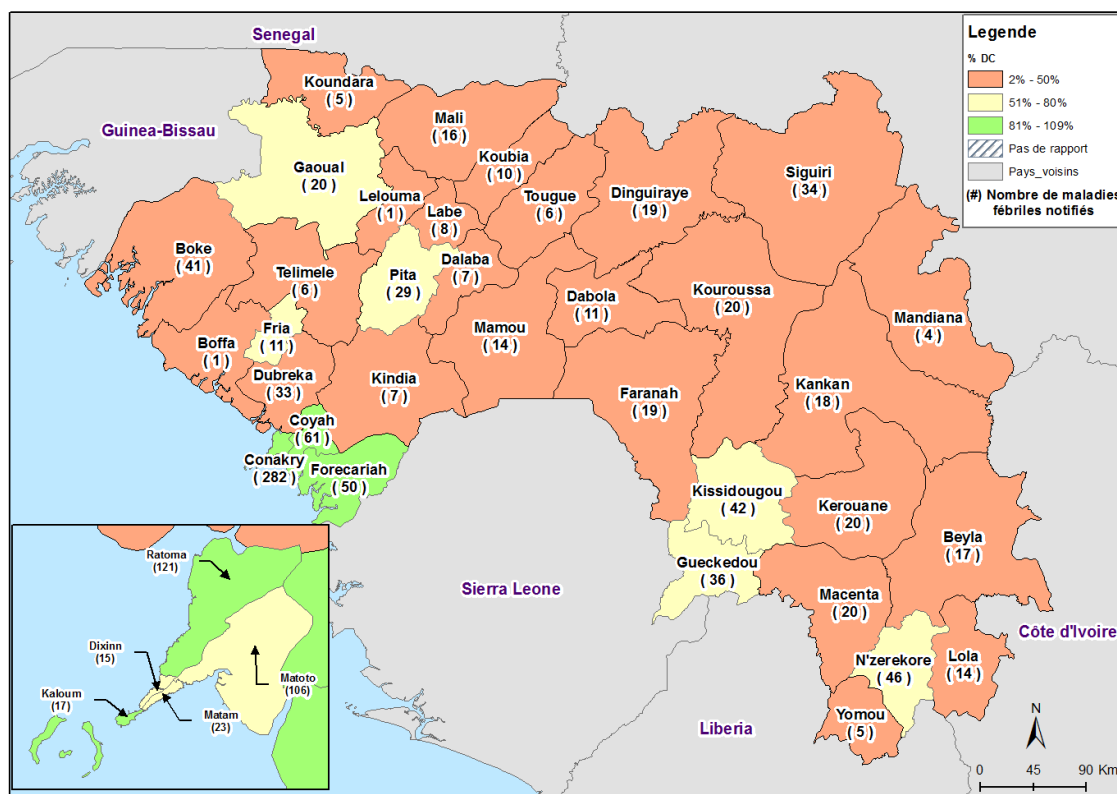 Senegal
Guinea-Bissau
Koundara
( 5 )
Mali
( 16 )
Koubia
( 10 )
Gaoual
( 20 )
Lelouma
( 1 )
Labe
( 8 )
Tougue
( 6 )
Dinguiraye
( 19 )
Siguiri
( 34 )
Boke
( 41 )
Telimele
( 6 )
Pita
( 29 )
Dalaba
( 7 )
Dabola
( 11 )
Kouroussa
( 20 )
Mandiana
( 4 )
Boffa
( 1 )
Fria
( 11 )
Mamou
( 14 )
Dubreka
( 33 )
Kindia
( 7 )
Faranah
( 19 )
Kankan
( 18 )
Coyah
( 61 )
Conakry
( 282 )
Forecariah
( 50 )
Kissidougou
( 42 )
Kerouane
( 20 )
Beyla
( 17 )
Gueckedou
( 36 )
Sierra Leone
Macenta
( 20 )
Côte d'Ivoire
N'zerekore
( 46 )
Lola
( 14 )
Yomou
( 5 )
Liberia
Legende
% DC
2% - 50%
51% - 80%
81% - 109%
Pas de rapport
Pays_voisins
(#) Nombre de maladies
fébriles notifiés
Ratoma
(121)
Dixinn
(15)
Kaloum
(17)
Matam
(23)
Matoto
(106)
N
0 45 90 Km